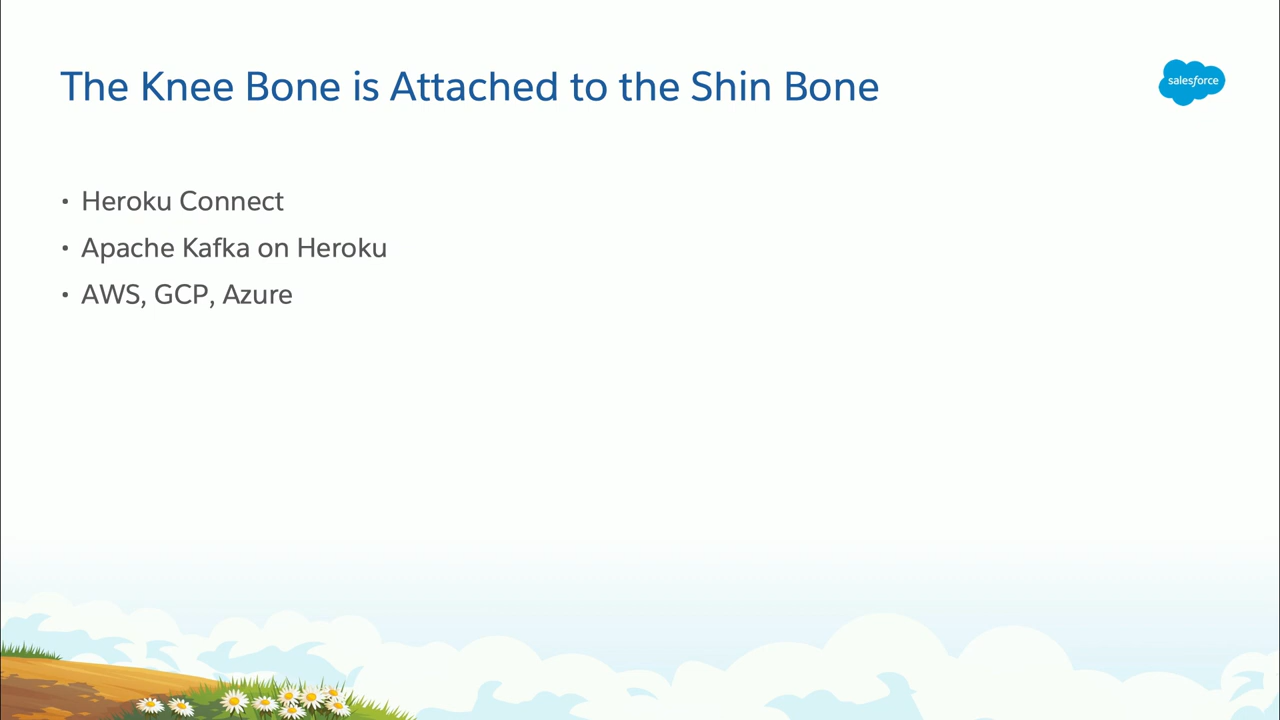 The Knee Bone is Attached to the Shin Bone
salesforce
• Heroku Connect
• Apache Kafka on Heroku
• AWS, GCP, Azure